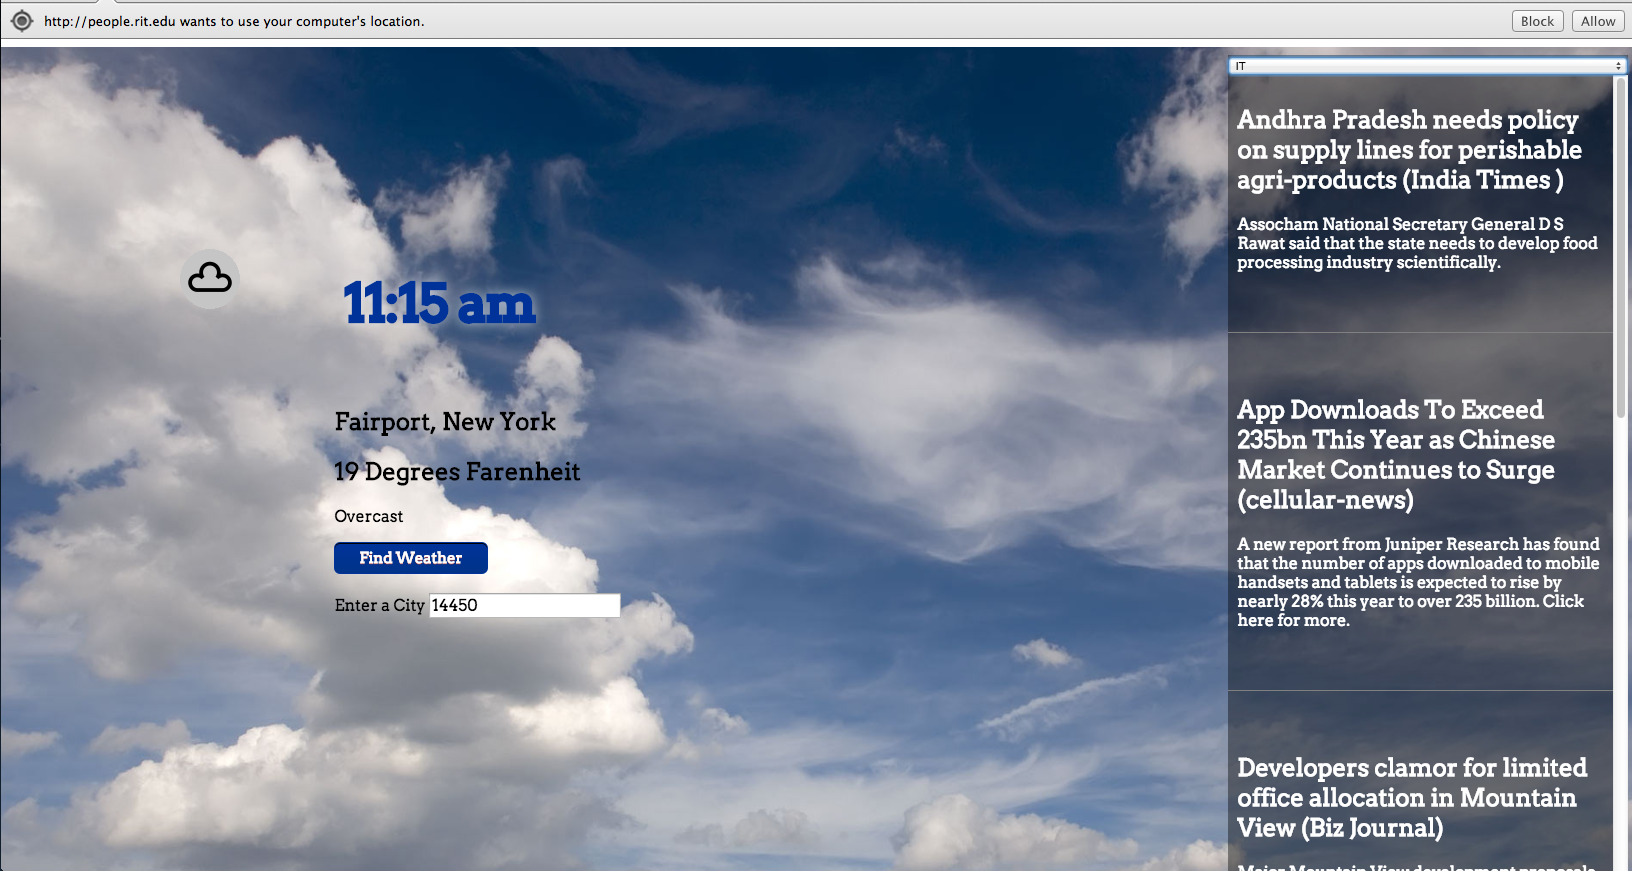 http://people.rit.edu wants to use your computer's location.
Block
Allow
IT
11:15 am
Fairport, New York
19 Degrees Farenheit
Overcast
Find Weather
Enter a City 14450
Andhra Pradesh needs policy
on supply lines for perishable
agri-products (India Times )
Assocham National Secretary General D S
Rawat said that the state needs to develop food
processing industry scientifically.
App Downloads To Exceed
235bn This Year as Chinese
Market Continues to Surge
(cellular-news)
A new report from Juniper Research has found
that the number of apps downloaded to mobile
handsets and tablets is expected to rise by
nearly 28% this year to over 235 billion. Click
here for more.
Developers clamor for limited
office allocation in Mountain
View (Biz Journal)
Major Mountain View development proposals